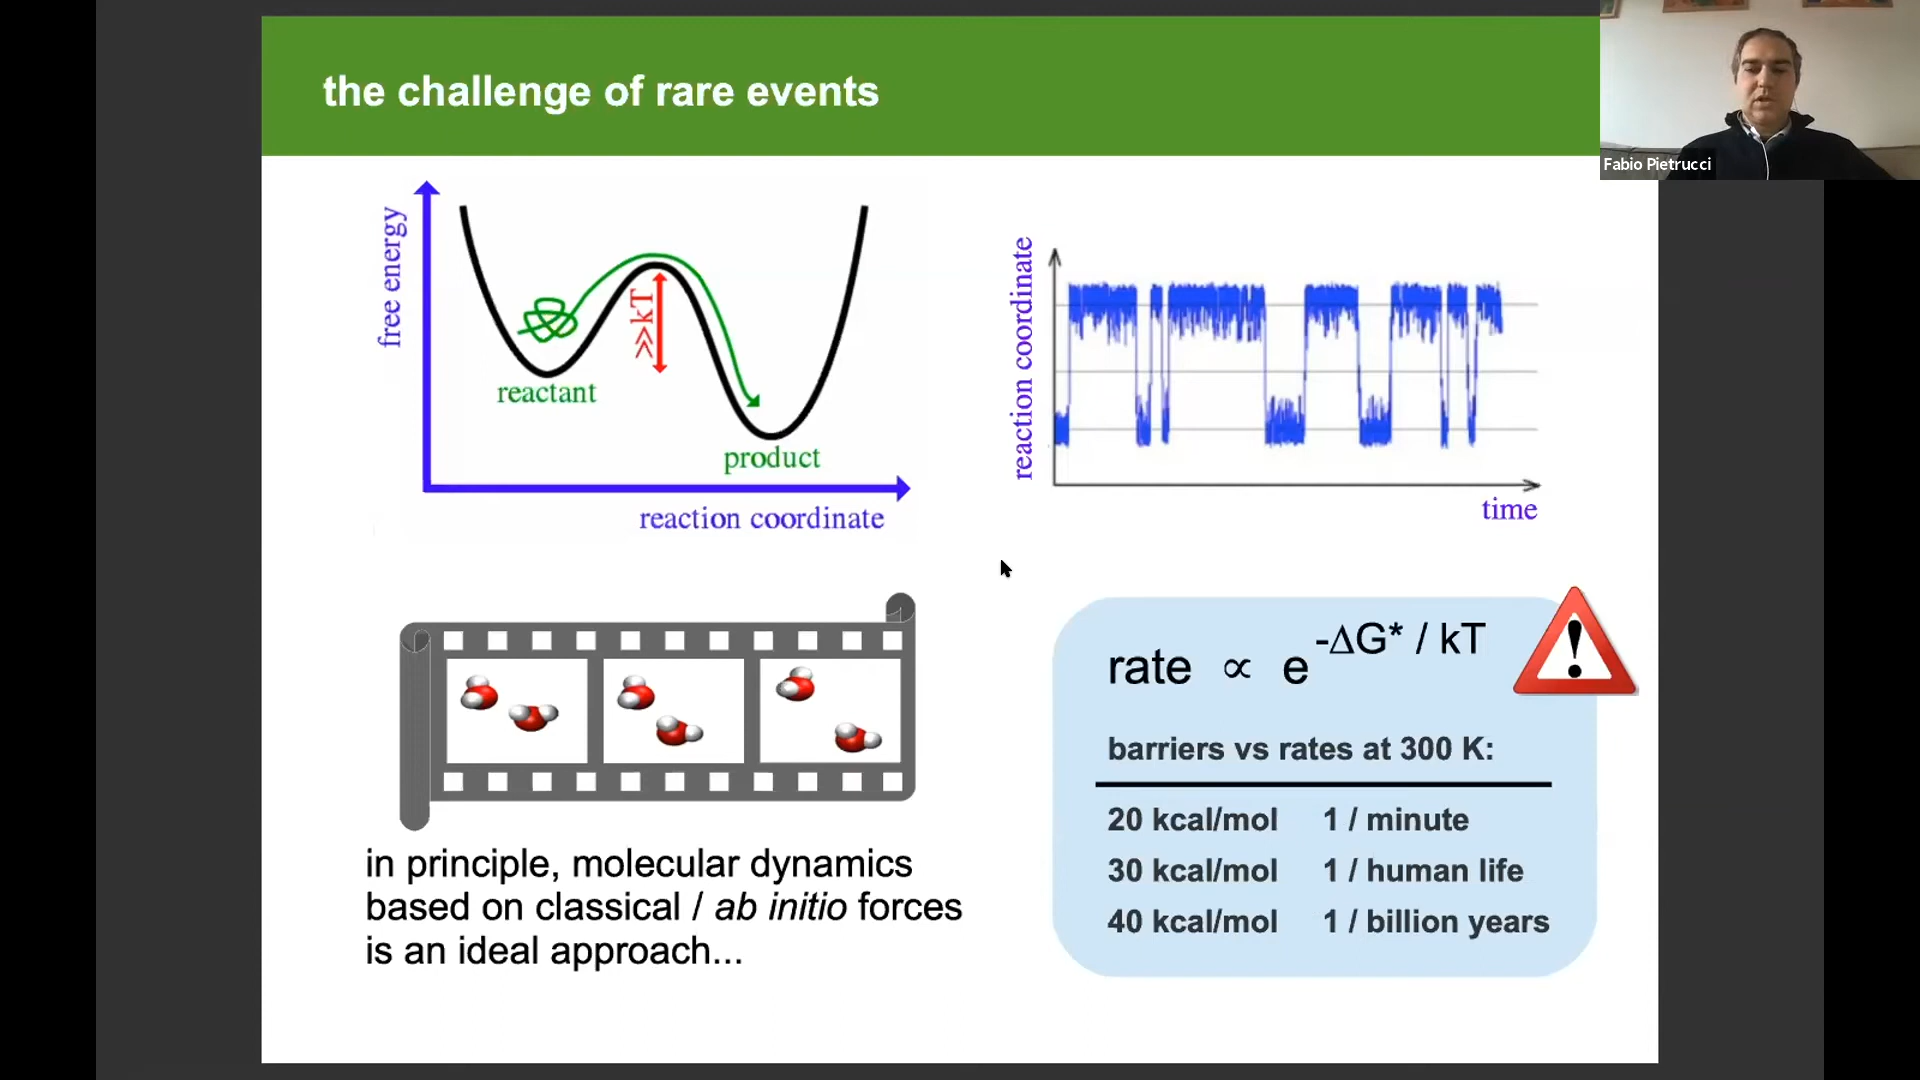 the challenge of rare events
Fabio Pietrucci
free energy
>>kT
reactant
product
reaction coordinate
reaction coordinate
time
in principle, molecular dynamics
based on classical / ab initio forces
is an ideal approach...
rate ∝ e-ΔG* / kT
!
barriers vs rates at 300 K:
20 kcal/mol 1 / minute
30 kcal/mol 1 / human life
40 kcal/mol 1 / billion years